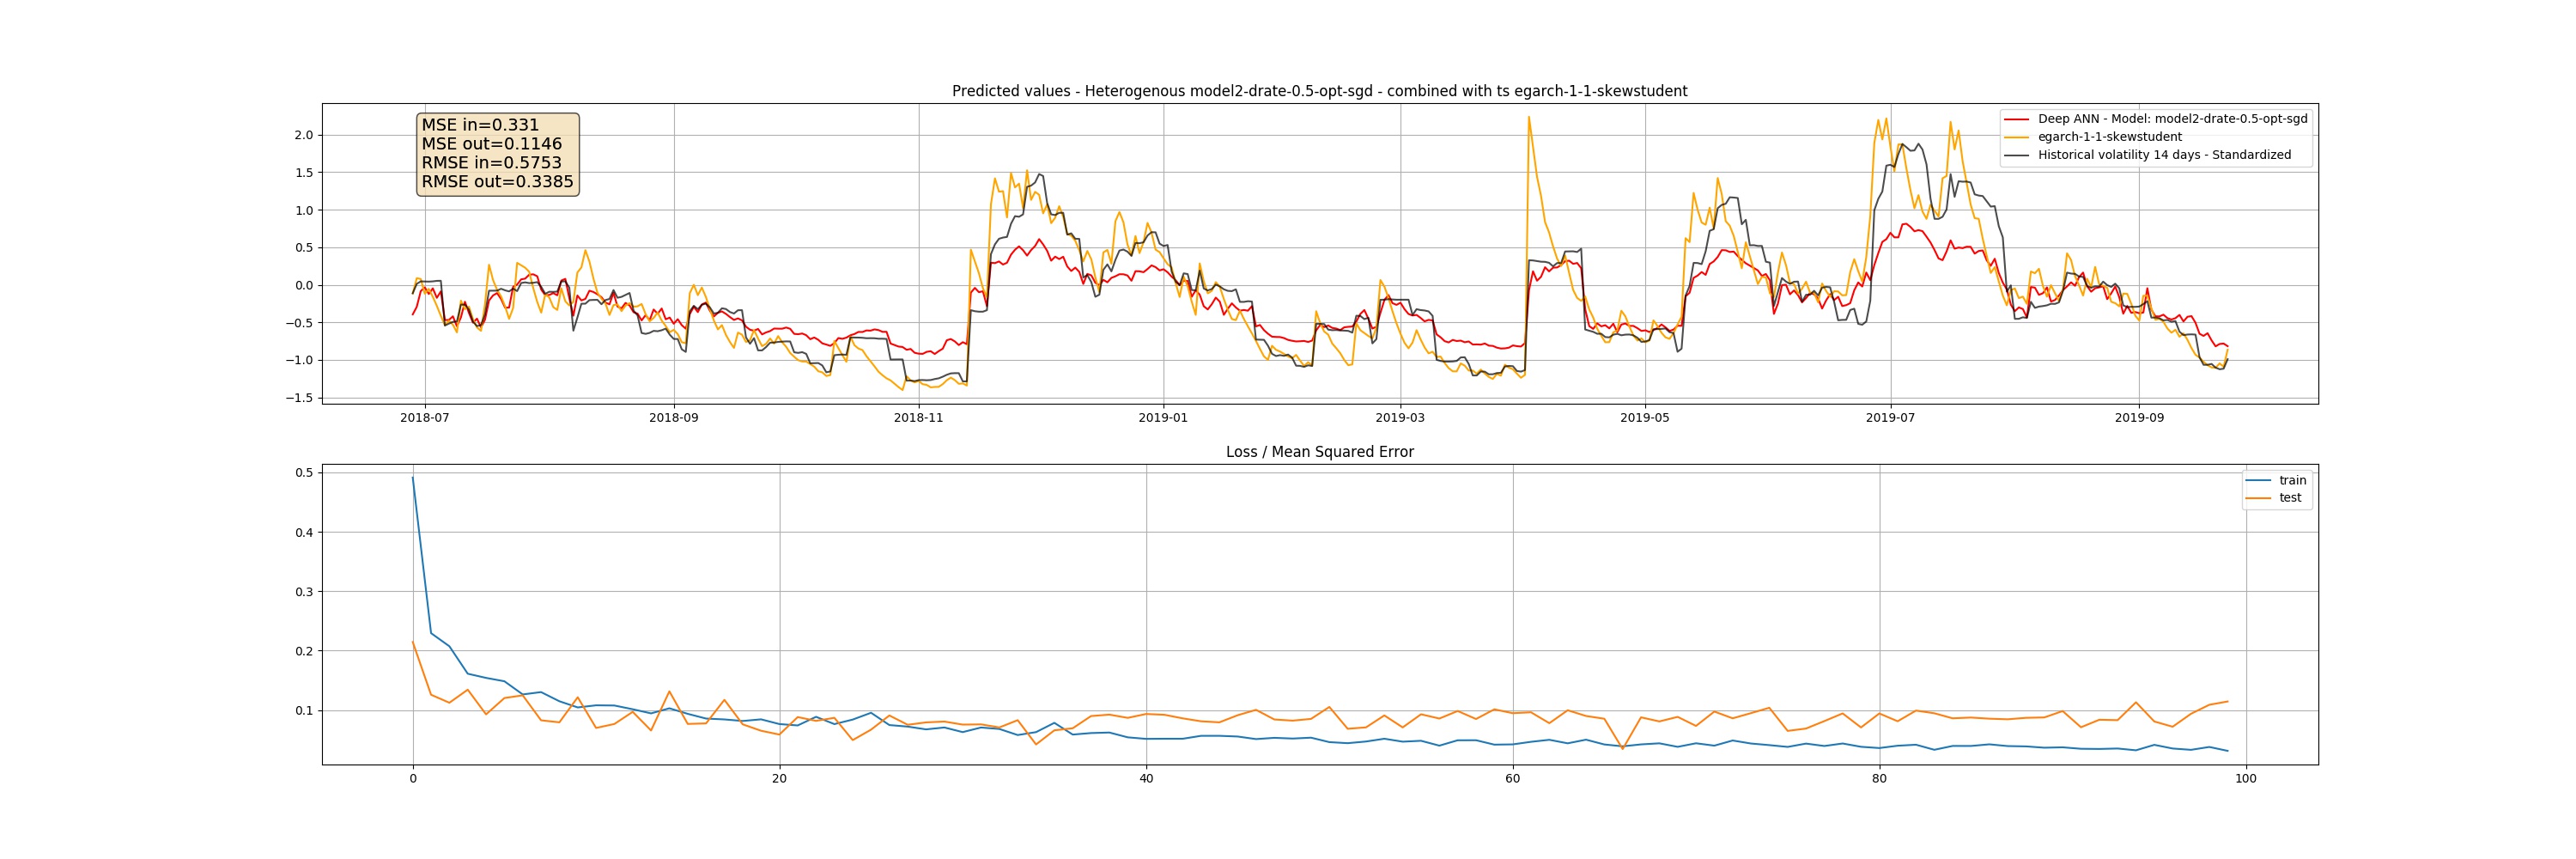 Predicted values - Heterogenous model2-drate-0.5-opt-sgd - combined with ts egarch-1-1-skewstudent
MSE in=0.331
MSE out=0.1146
RMSE in=0.5753
RMSE out=0.3385
Deep ANN - Model: model2-drate-0.5-opt-sgd
egarch-1-1-skewstudent
Historical volatility 14 days - Standardized
2.0
1.5
1.0
0.5
0.0
−0.5
−1.0
−1.5
2018-07 2018-09 2018-11 2019-01 2019-03 2019-05 2019-07 2019-09
Loss / Mean Squared Error
train
test
0.5
0.4
0.3
0.2
0.1
0 20 40 60 80 100